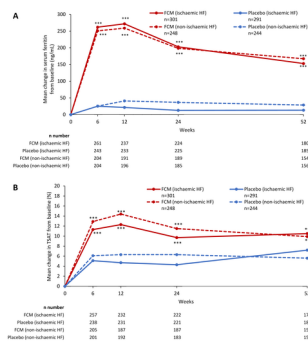 A
FCM (ischaemic HF)
n=301
Placebo (ischaemic HF)
n=291
FCM (non-ischaemic HF)
n=248
Placebo (non-ischaemic HF)
n=244
Mean change in serum ferritin
from baseline (ng/mL)
300
250
200
150
100
50
0
*** *** *** *** *** *** ***
0 6 12 24 52
Weeks
n number
FCM (ischaemic HF) 261 237 224 180
Placebo (ischaemic HF) 243 233 225 185
FCM (non-ischaemic HF) 204 191 189 154
Placebo (non-ischaemic HF) 204 196 185 156
B
FCM (ischaemic HF)
n=301
Placebo (ischaemic HF)
n=291
FCM (non-ischaemic HF)
n=248
Placebo (non-ischaemic HF)
n=244
Mean change in TSAT from baseline (%)
20
18
16
14
12
10
8
6
4
2
0
*** *** *** *** *** ***
0 6 12 24 52
Weeks
n number
FCM (ischaemic HF) 257 232 222
Placebo (ischaemic HF) 238 231 221
FCM (non-ischaemic HF) 205 187 187
Placebo (non-ischaemic HF) 201 192 183